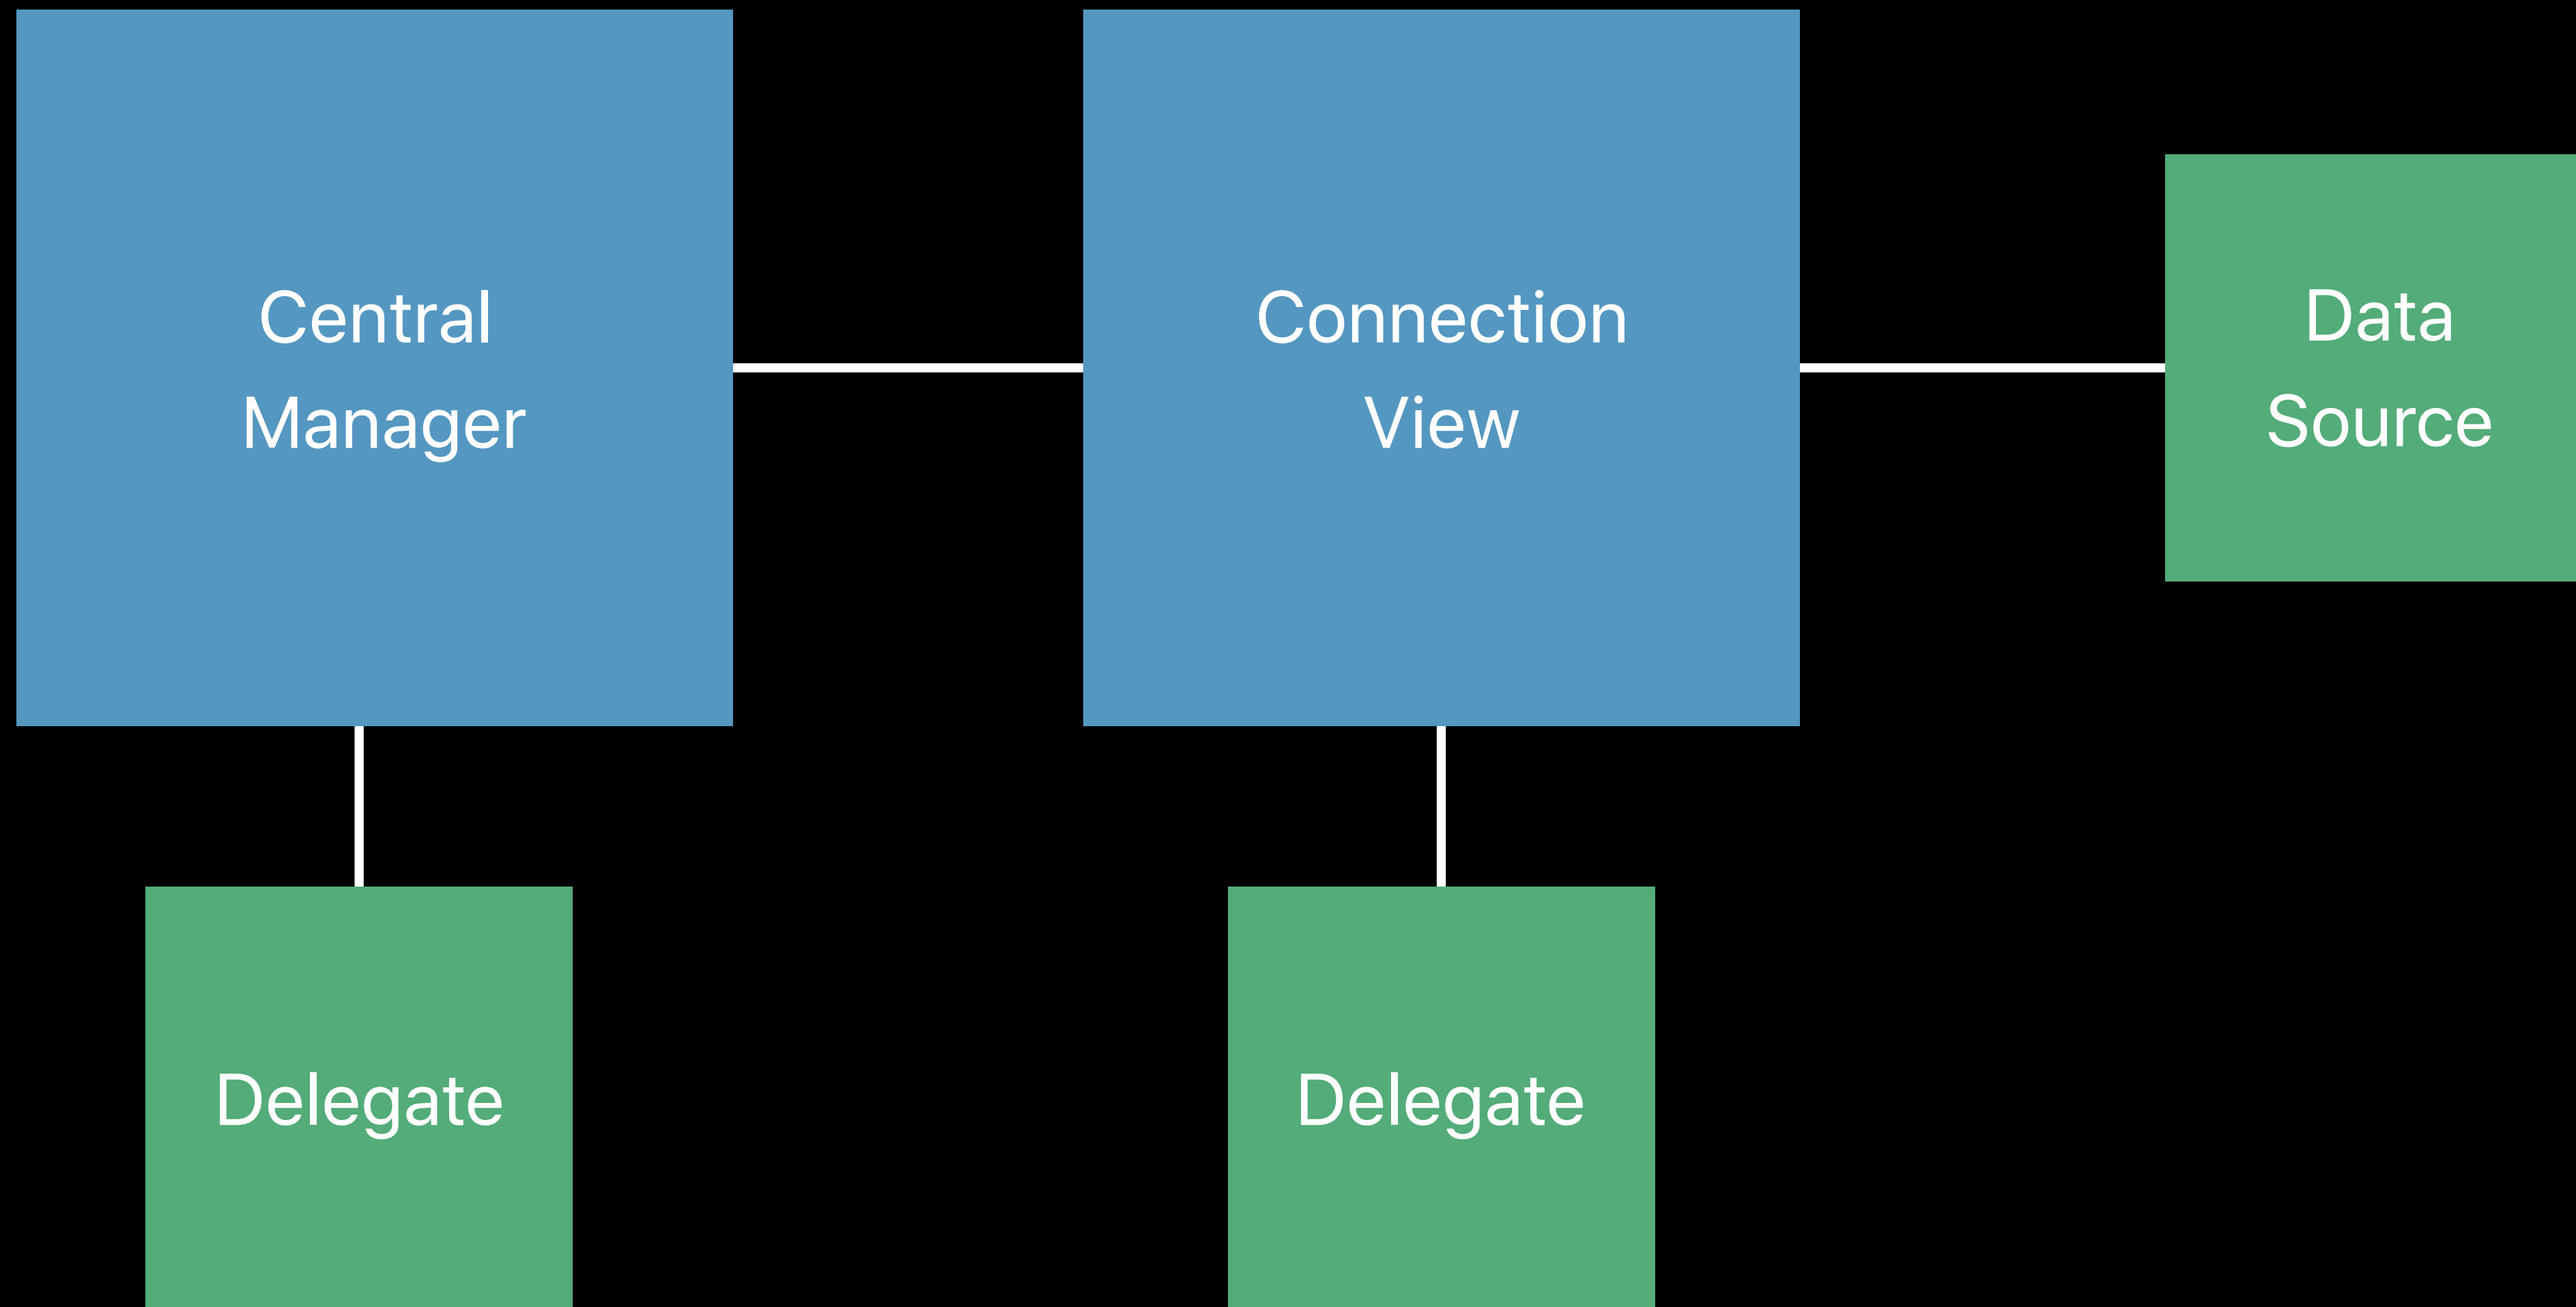 Central
Manager
Connection
View
Data
Source
Delegate
Delegate